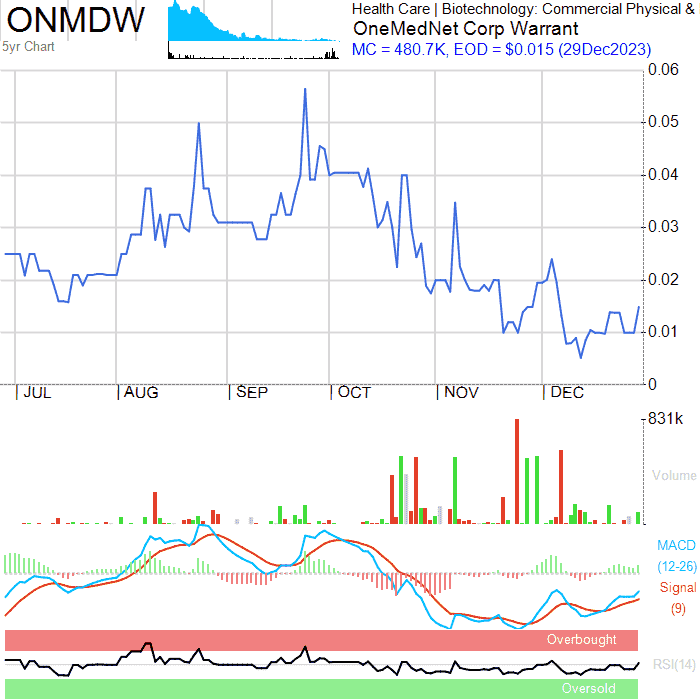 ONMDW
5yr Chart
Health Care | Biotechnology: Commercial Physical &
OneMedNet Corp Warrant
MC = 480.7K, EOD = $0.015 (29Dec2023)
0.06
0.05
0.04
0.03
0.02
0.01
0
JUL AUG SEP OCT NOV DEC
831k
Volume
MACD
(12-26)
Signal
(9)
Overbought
RSI(14)
Oversold